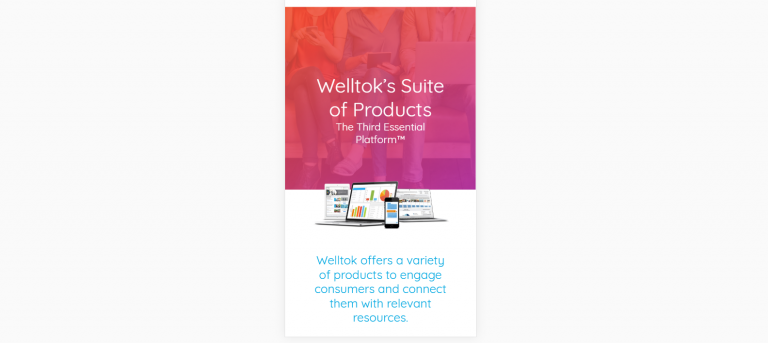 Welltok’s Suite
of Products
The Third Essential
Platform™
Welltok offers a variety
of products to engage
consumers and connect
them with relevant
resources.